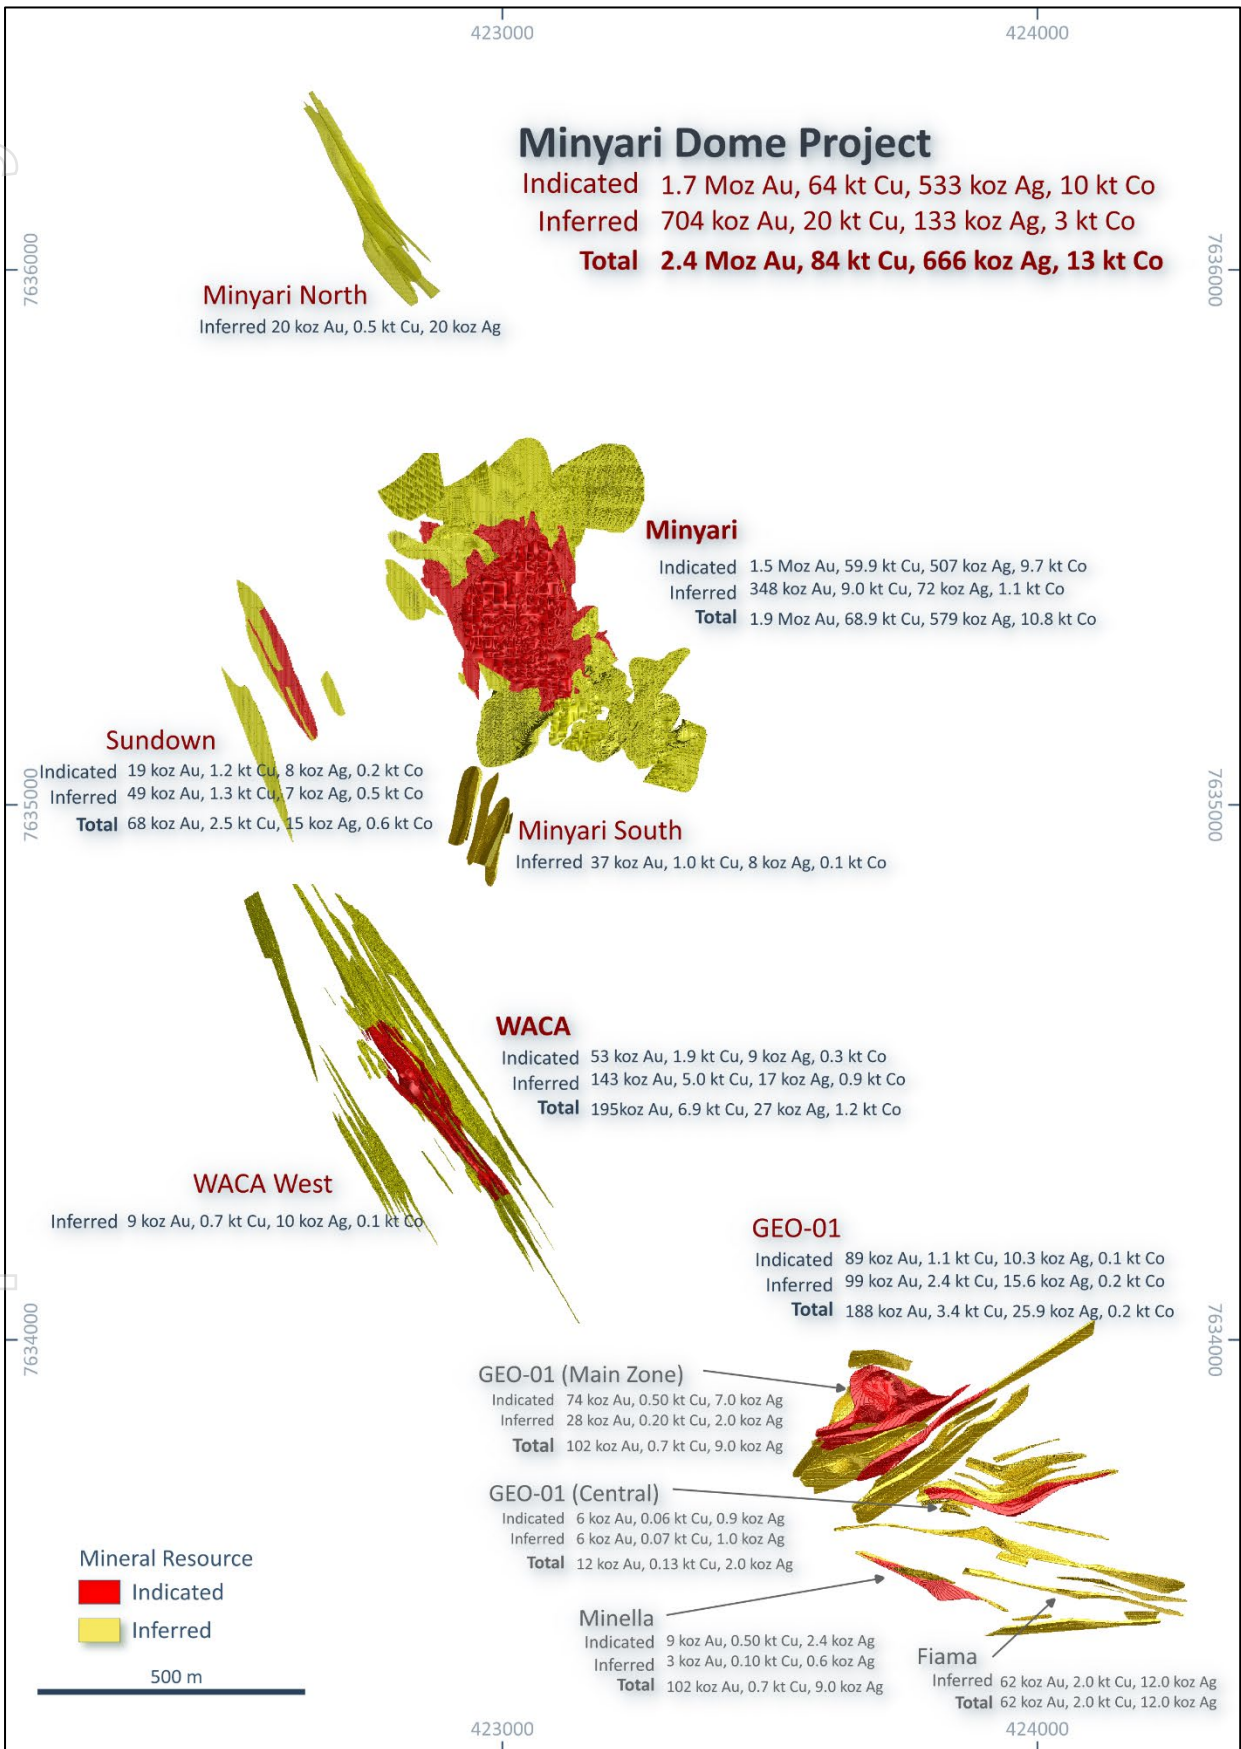 423000
424000
Minyari Dome Project
Indicated 1.7 Moz Au, 64 kt Cu, 533 koz Ag, 10 kt Co
Inferred 704 koz Au, 20 kt Cu, 133 koz Ag, 3 kt Co
Total 2.4 Moz Au, 84 kt Cu, 666 koz Ag, 13 kt Co
7636000
7636000
Minyari North
Inferred 20 koz Au, 0.5 kt Cu, 20 koz Ag
Minyari
Indicated 1.5 Moz Au, 59.9 kt Cu, 507 koz Ag, 9.7 kt Co
Inferred 348 koz Au, 9.0 kt Cu, 72 koz Ag, 1.1 kt Co
Total 1.9 Moz Au, 68.9 kt Cu, 579 koz Ag, 10.8 kt Co
Sundown
Indicated 19 koz Au, 1.2 kt Cu, 8 koz Ag, 0.2 kt Co
Inferred 49 koz Au, 1.3 kt Cu, 7 koz Ag, 0.5 kt Co
Total 68 koz Au, 2.5 kt Cu, 15 koz Ag, 0.6 kt Co
7635000
7635000
Minyari South
Inferred 37 koz Au, 1.0 kt Cu, 8 koz Ag, 0.1 kt Co
WACA
Indicated 53 koz Au, 1.9 kt Cu, 9 koz Ag, 0.3 kt Co
Inferred 143 koz Au, 5.0 kt Cu, 17 koz Ag, 0.9 kt Co
Total 195koz Au, 6.9 kt Cu, 27 koz Ag, 1.2 kt Co
WACA West
Inferred 9 koz Au, 0.7 kt Cu, 10 koz Ag, 0.1 kt Co
GEO-01
Indicated 89 koz Au, 1.1 kt Cu, 10.3 koz Ag, 0.1 kt Co
Inferred 99 koz Au, 2.4 kt Cu, 15.6 koz Ag, 0.2 kt Co
Total 188 koz Au, 3.4 kt Cu, 25.9 koz Ag, 0.2 kt Co
7634000
7634000
GEO-01 (Main Zone)
Indicated 74 koz Au, 0.50 kt Cu, 7.0 koz Ag
Inferred 28 koz Au, 0.20 kt Cu, 2.0 koz Ag
Total 102 koz Au, 0.7 kt Cu, 9.0 koz Ag
GEO-01 (Central)
Indicated 6 koz Au, 0.06 kt Cu, 0.9 koz Ag
Inferred 6 koz Au, 0.07 kt Cu, 1.0 koz Ag
Total 12 koz Au, 0.13 kt Cu, 2.0 koz Ag
Minella
Indicated 9 koz Au, 0.50 kt Cu, 2.4 koz Ag
Inferred 3 koz Au, 0.10 kt Cu, 0.6 koz Ag
Total 102 koz Au, 0.7 kt Cu, 9.0 koz Ag
Fiama
Inferred 62 koz Au, 2.0 kt Cu, 12.0 koz Ag
Total 62 koz Au, 2.0 kt Cu, 12.0 koz Ag
Mineral Resource
Indicated
Inferred
500 m
423000
424000